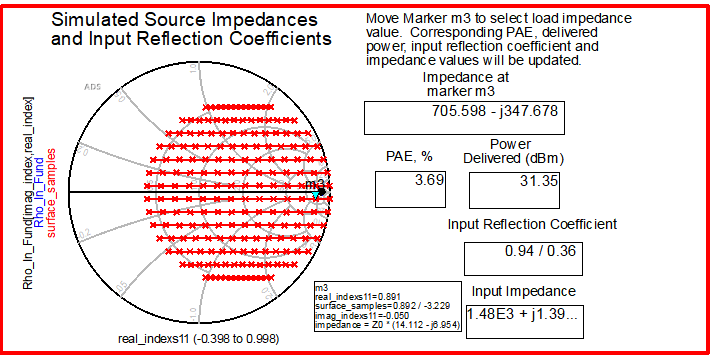 Simulated Source Impedances
and Input Reflection Coefficients
Move Marker m3 to select load impedance
value. Corresponding PAE, delivered
power, input reflection coefficient and
impedance values will be updated.
Impedance at
marker m3
705.598 - j347.678
PAE, %
3.69
Power
Delivered (dBm)
31.35
Input Reflection Coefficient
0.94 / 0.36
Input Impedance
1.48E3 + j1.39...
ADS
Rho_In_Fund[imag_index,real_index]
Rho_In_Fund
surface_samples
m3
real_indexs11 (-0.398 to 0.998)
m3
real_indexs11=0.891
surface_samples=0.892 / -3.229
imag_indexs11=-0.050
impedance = Z0 * (14.112 - j6.954)